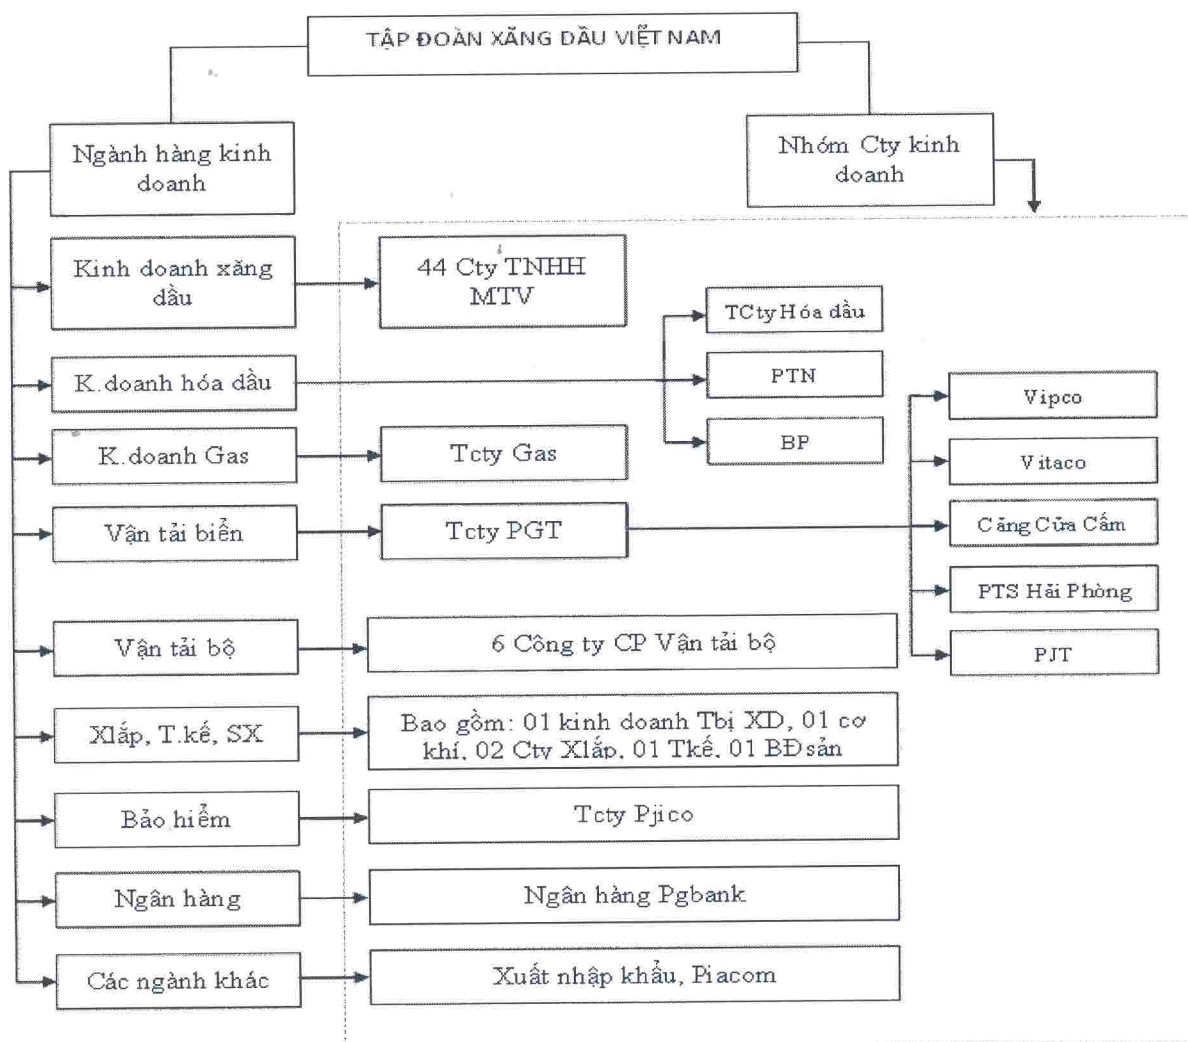 TẬP ĐOÀN XĂNG DẦU VIỆT NAM
Ngành hàng kinh
doanh
Nhóm Cty kinh
doanh
Kinh doanh xăng
dầu
44 Cty TNHH
MTV
TCty Hóa dầu
K.doanh hóa dầu
PTN
BP
K.doanh Gas
Tcty Gas
Vận tải biển
Tcty PGT
Vipco
Vitaco
Cảng Cửa Cấm
PTS Hải Phòng
PJT
Vận tải bộ
6 Công ty CP Vận tải bộ
Xlắp, T.kế, SX
Bao gồm: 01 kinh doanh Tbị XD, 01 cơ
khí, 02 Cty Xlắp, 01 Tkế, 01 BĐsản
Bảo hiểm
Tcty Pjico
Ngân hàng
Ngân hàng Pgbank
Các ngành khác
Xuất nhập khẩu, Piacom